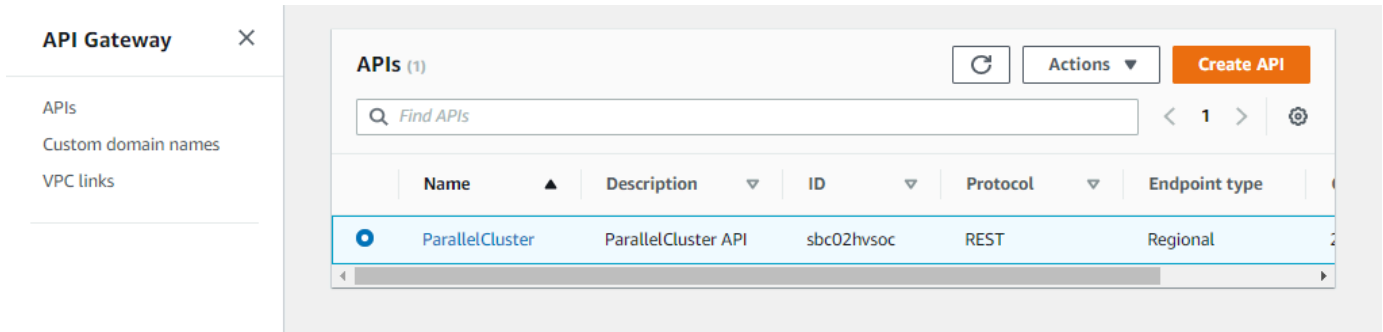 API Gateway
APIs
Custom domain names
VPC links
APIs (1)
Actions
Create API
Find APIs
1
Name Description ID Protocol Endpoint type
ParallelCluster ParallelCluster API sbc02hvsoc REST Regional